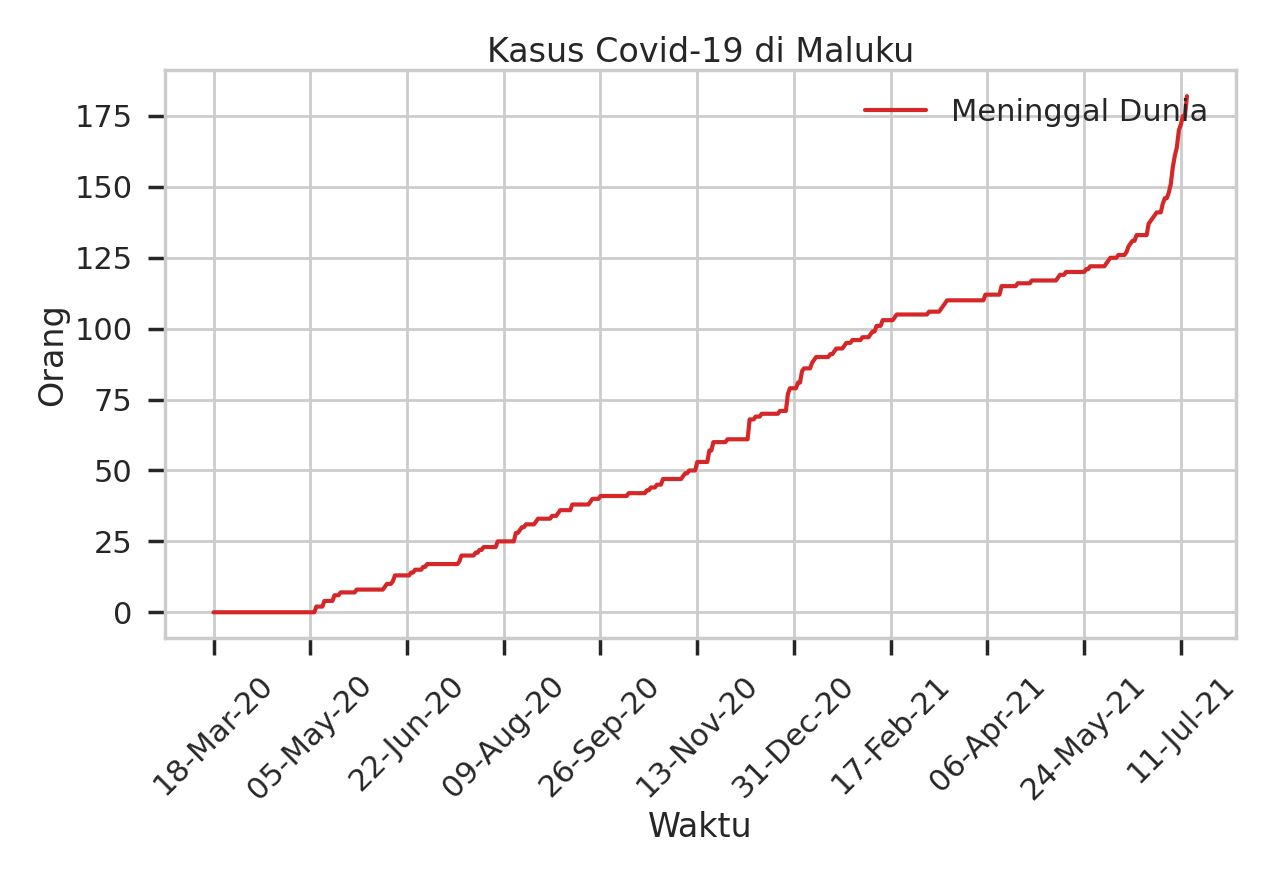 Kasus Covid-19 di Maluku
Meninggal Dunia
Orang
175
150
125
100
75
50
25
0
18-Mar-20
05-May-20
22-Jun-20
09-Aug-20
26-Sep-20
13-Nov-20
31-Dec-20
17-Feb-21
06-Apr-21
24-May-21
11-Jul-21
Waktu